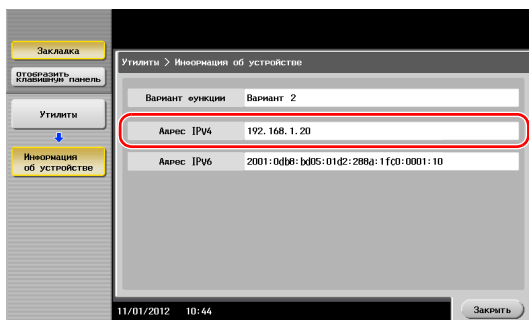 Закладка
Отобразить
клавишную панель
Утилиты
Информация
об устройстве
Утилиты > Информация об устройстве
Вариант функции Вариант 2
Адрес IPv4 192.168.1.20
Адрес IPv6 2001:0db8:bd05:01d2:288a:1fc0:0001:10
11/01/2012 10:44
Закрыть